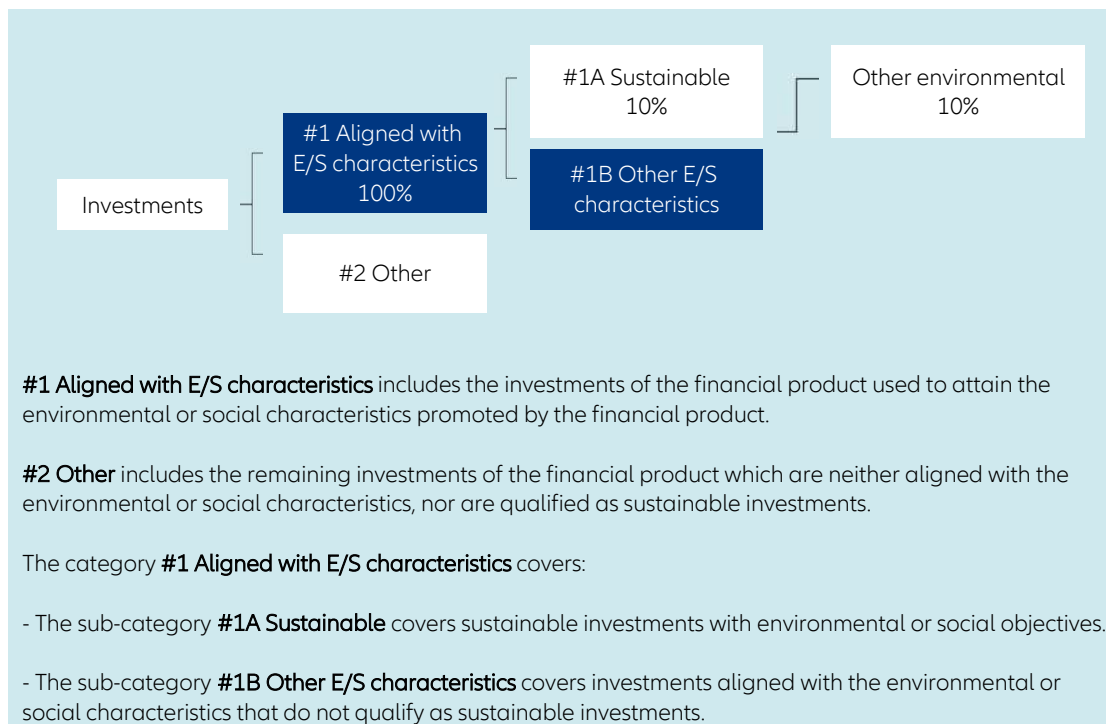 #1A Sustainable
10%
Other environmental
10%
#1 Aligned with
E/S characteristics
100%
#1B Other E/S
characteristics
Investments
#2 Other
#1 Aligned with E/S characteristics includes the investments of the financial product used to attain the
environmental or social characteristics promoted by the financial product.
#2 Other includes the remaining investments of the financial product which are neither aligned with the
environmental or social characteristics, nor are qualified as sustainable investments.
The category #1 Aligned with E/S characteristics covers:
- The sub-category #1A Sustainable covers sustainable investments with environmental or social objectives.
- The sub-category #1B Other E/S characteristics covers investments aligned with the environmental or
social characteristics that do not qualify as sustainable investments.